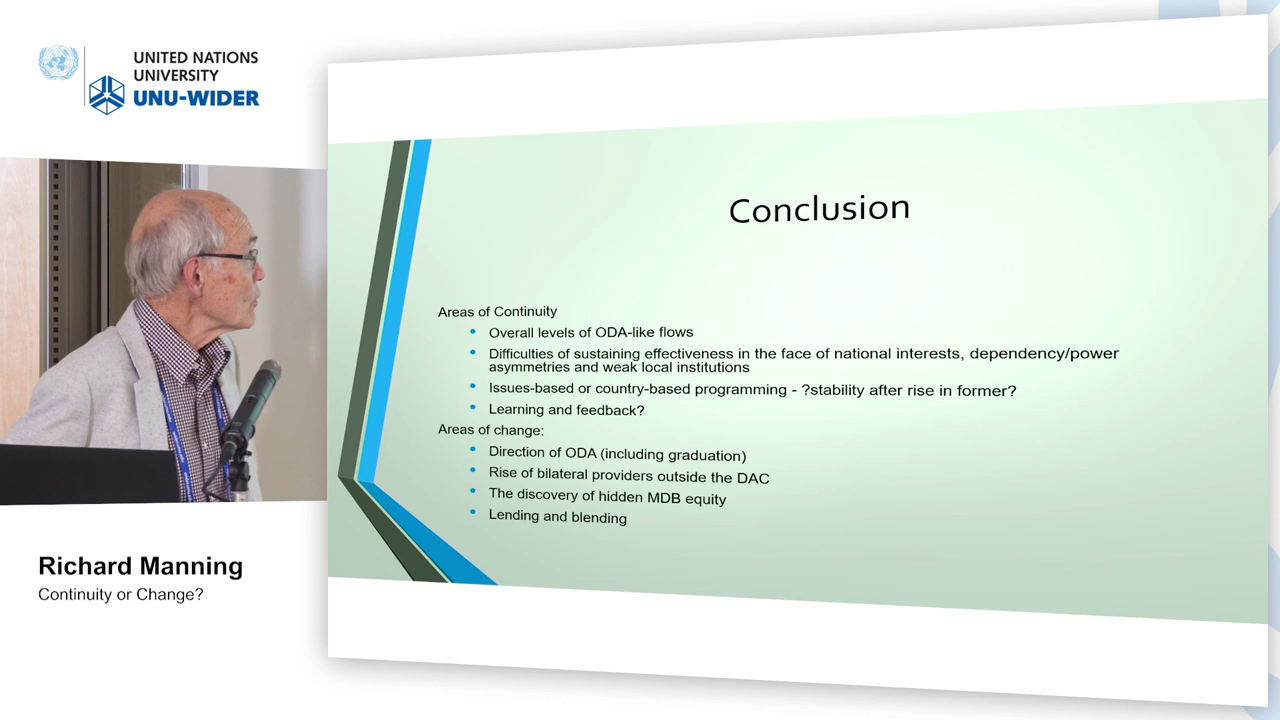 UNITED NATIONS
UNIVERSITY
UNU-WIDER
Conclusion
Areas of Continuity
Overall levels of ODA-like flows
Difficulties of sustaining effectiveness in the face of national interests, dependency/power
asymmetries and weak local institutions
Issues-based or country-based programming - ?stability after rise in former?
Learning and feedback?
Areas of change:
Direction of ODA (including graduation)
Rise of bilateral providers outside the DAC
The discovery of hidden MDB equity
Lending and blending
Richard Manning
Continuity or Change?